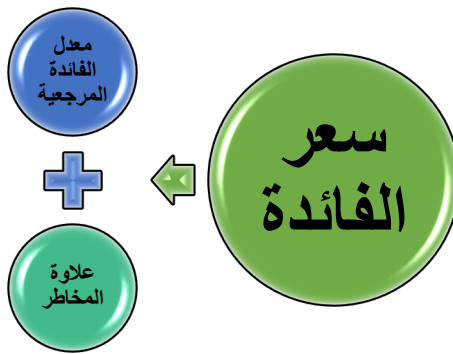 سعر
الفائدة
معدل
الفائدة
المرجعية
علاوة
المخاطر